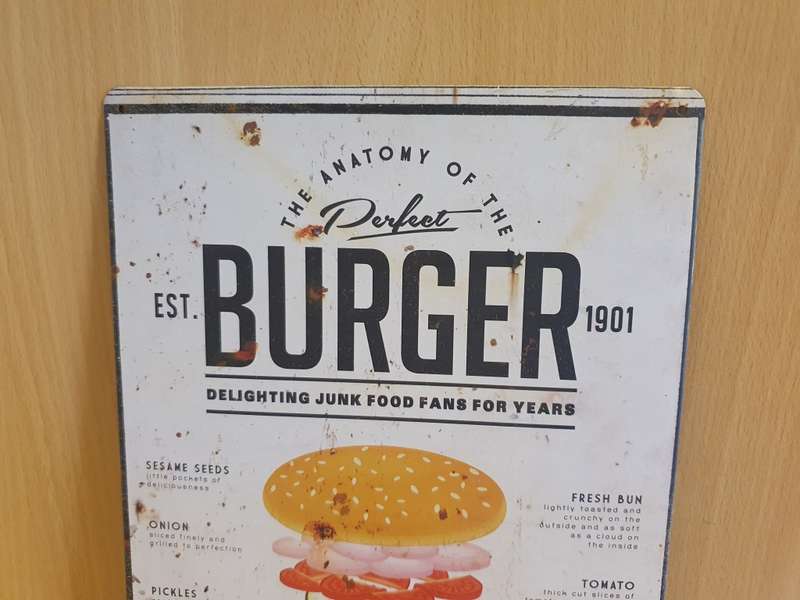 THE ANATOMY OF THE
Perfect
EST. BURGER 1901
DELIGHTING JUNK FOOD FANS FOR YEARS
SESAME SEEDS
little pockets of
deliciousness
ONION
sliced finely and
grilled to perfection
PICKLES
FRESH BUN
lightly toasted and
crunchy on the
outside and as soft
as a cloud on
the inside
TOMATO
thick cut slices of